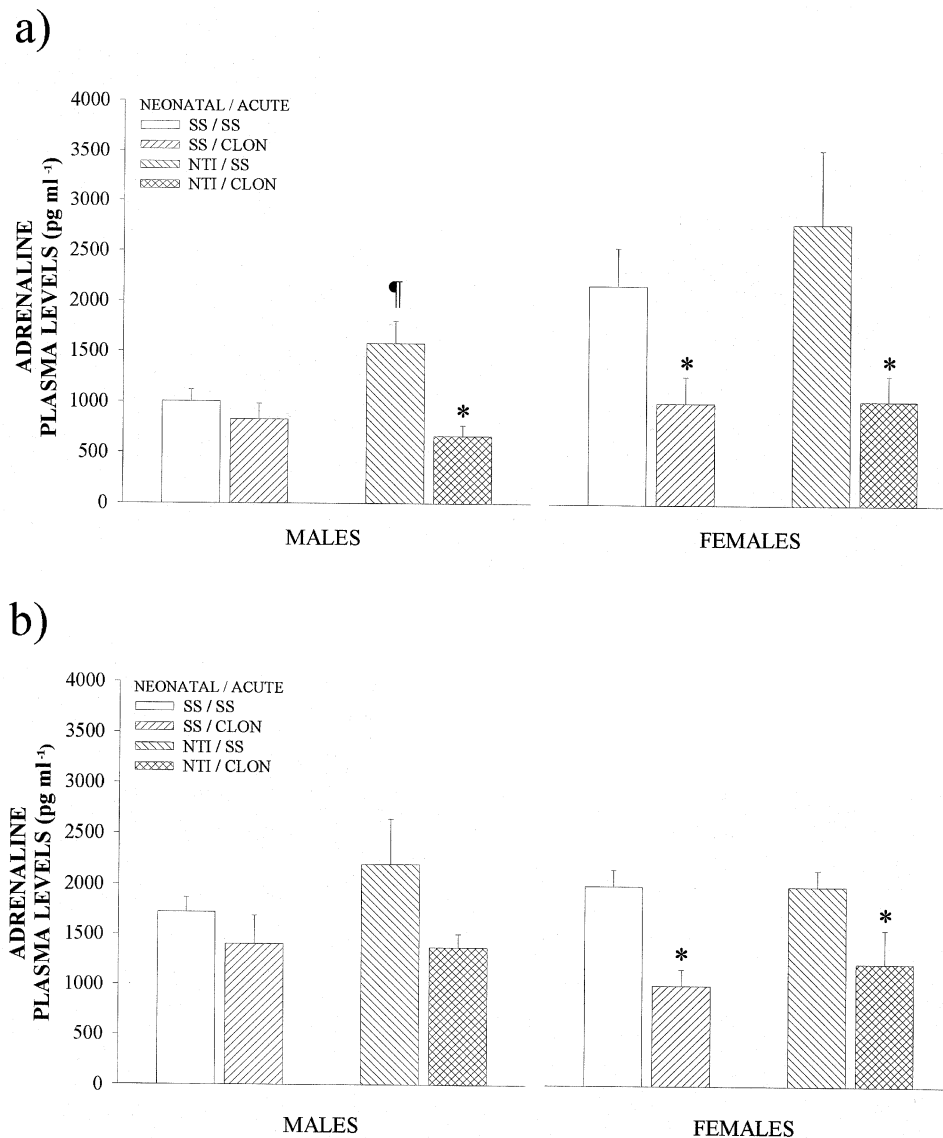 a)
ADRENALINE
PLASMA LEVELS (pg ml⁻¹)
4000
3500
3000
2500
2000
1500
1000
500
0
NEONATAL / ACUTE
SS / SS
SS / CLON
NTI / SS
NTI / CLON
¶
*
*
*
MALES
FEMALES
b)
ADRENALINE
PLASMA LEVELS (pg ml⁻¹)
4000
3500
3000
2500
2000
1500
1000
500
0
NEONATAL / ACUTE
SS / SS
SS / CLON
NTI / SS
NTI / CLON
*
*
MALES
FEMALES